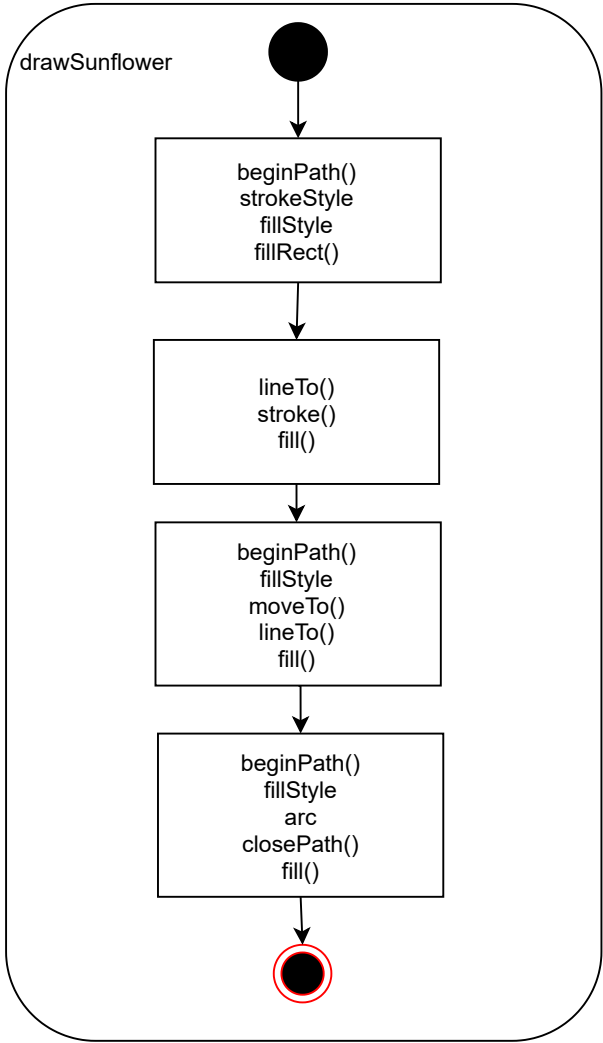 drawSunflower
beginPath()
strokeStyle
fillStyle
fillRect()
lineTo()
stroke()
fill()
beginPath()
fillStyle
moveTo()
lineTo()
fill()
beginPath()
fillStyle
arc
closePath()
fill()